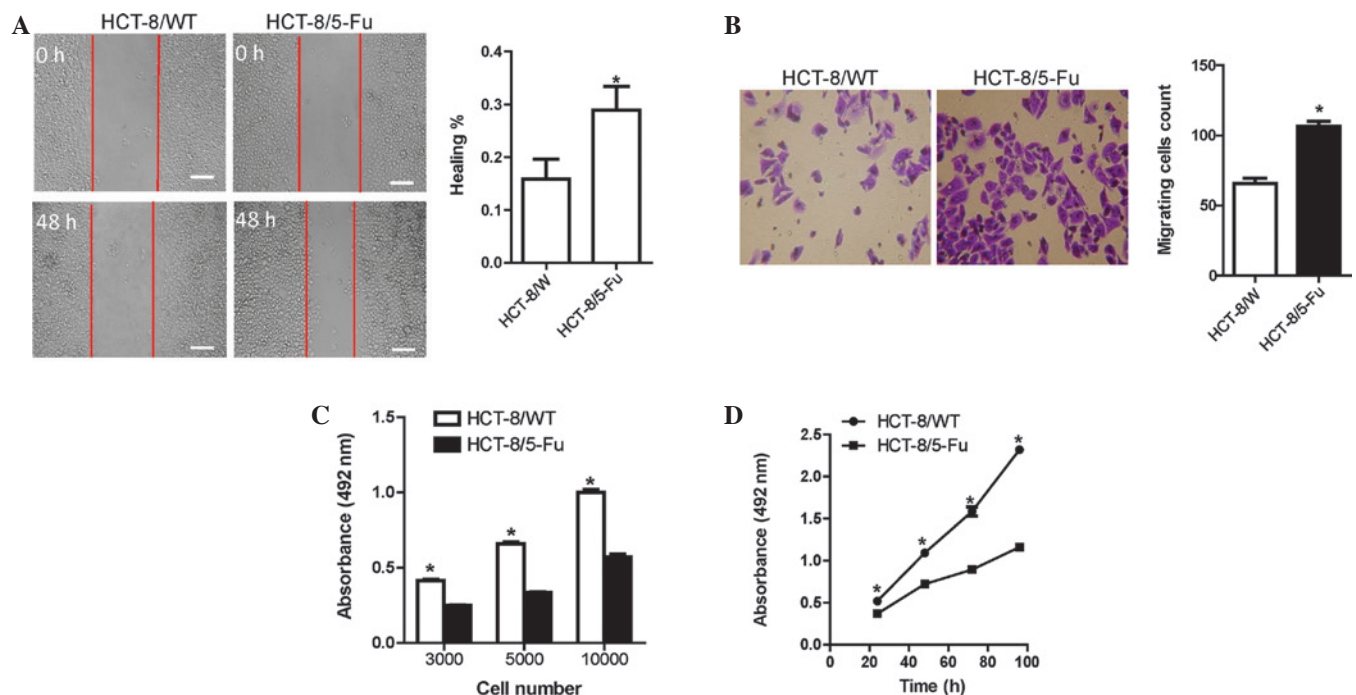 A
HCT-8/WT
HCT-8/5-Fu
0 h
0 h
48 h
48 h
Healing %
0.4
0.3
0.2
0.1
0.0
*
HCT-8/W
HCT-8/5-Fu
B
HCT-8/WT
HCT-8/5-Fu
Migrating cells count
150
100
50
0
*
HCT-8/W
HCT-8/5-Fu
C
HCT-8/WT
HCT-8/5-Fu
Absorbance (492 nm)
1.5
1.0
0.5
0.0
*
*
*
3000 5000 10000
Cell number
D
HCT-8/WT
HCT-8/5-Fu
Absorbance (492 nm)
2.5
2.0
1.5
1.0
0.5
0.0
*
*
*
*
0 20 40 60 80 100
Time (h)